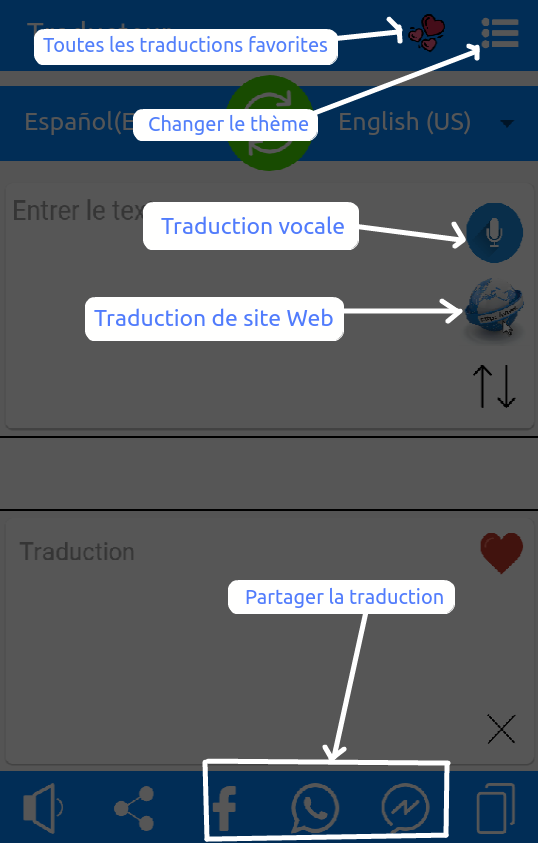 Toutes les traductions favorites
Changer le thème
Español(E
English (US)
Entrer le tex
Traduction vocale
Traduction de site Web
Traduction
Partager la traduction